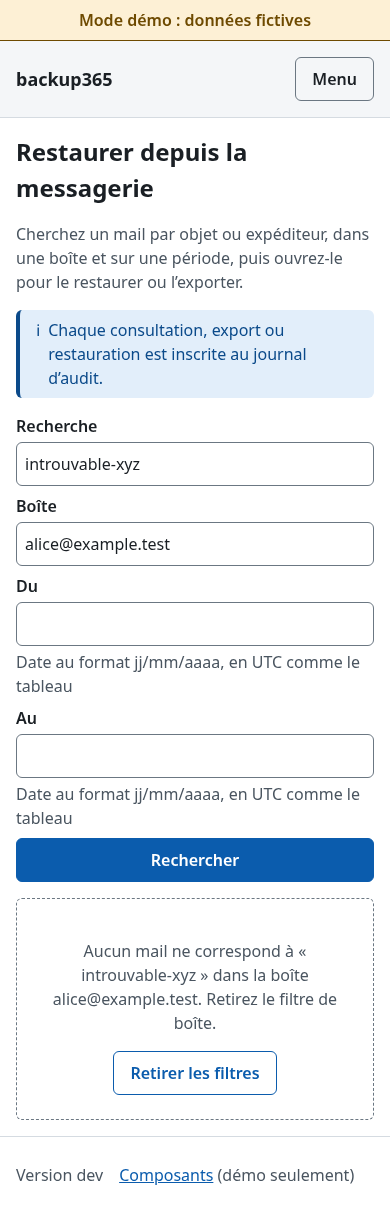 Mode démo : données fictives
backup365
Menu
Restaurer depuis la
messagerie
Cherchez un mail par objet ou expéditeur, dans
une boîte et sur une période, puis ouvrez-le
pour le restaurer ou l’exporter.
i Chaque consultation, export ou
restauration est inscrite au journal
d’audit.
Recherche
introuvable-xyz
Boîte
alice@example.test
Du
Date au format jj/mm/aaaa, en UTC comme le
tableau
Au
Date au format jj/mm/aaaa, en UTC comme le
tableau
Rechercher
Aucun mail ne correspond à «
introuvable-xyz » dans la boîte
alice@example.test. Retirez le filtre de
boîte.
Retirer les filtres
Version dev Composants (démo seulement)